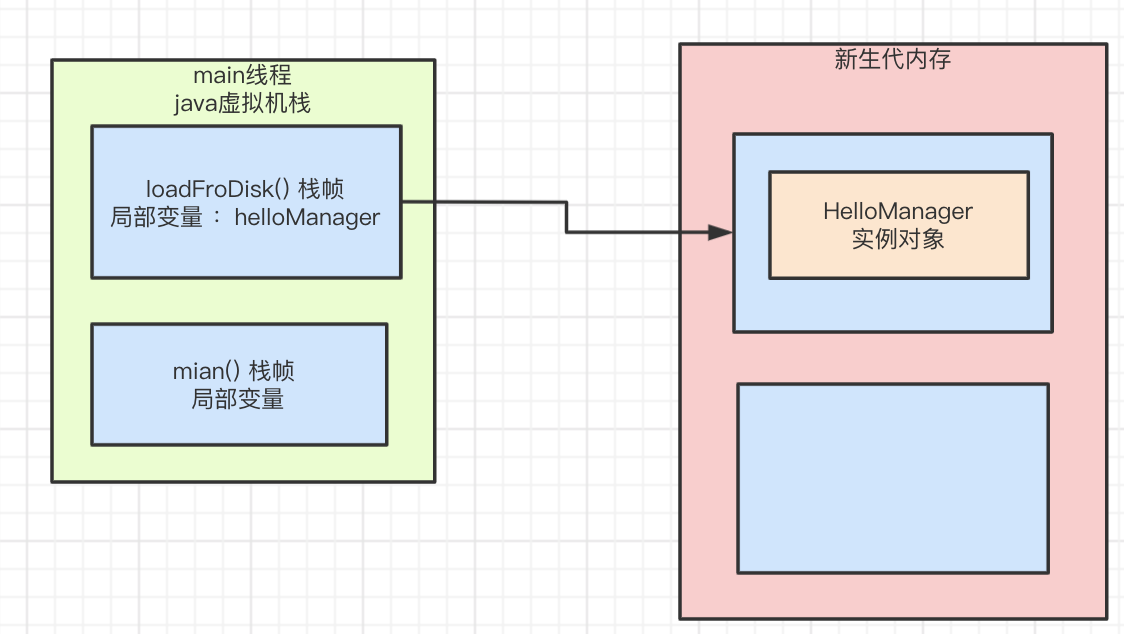 main线程
java虚拟机栈
loadFroDisk() 栈帧
局部变量 ：helloManager
mian() 栈帧
局部变量
新生代内存
HelloManager
实例对象